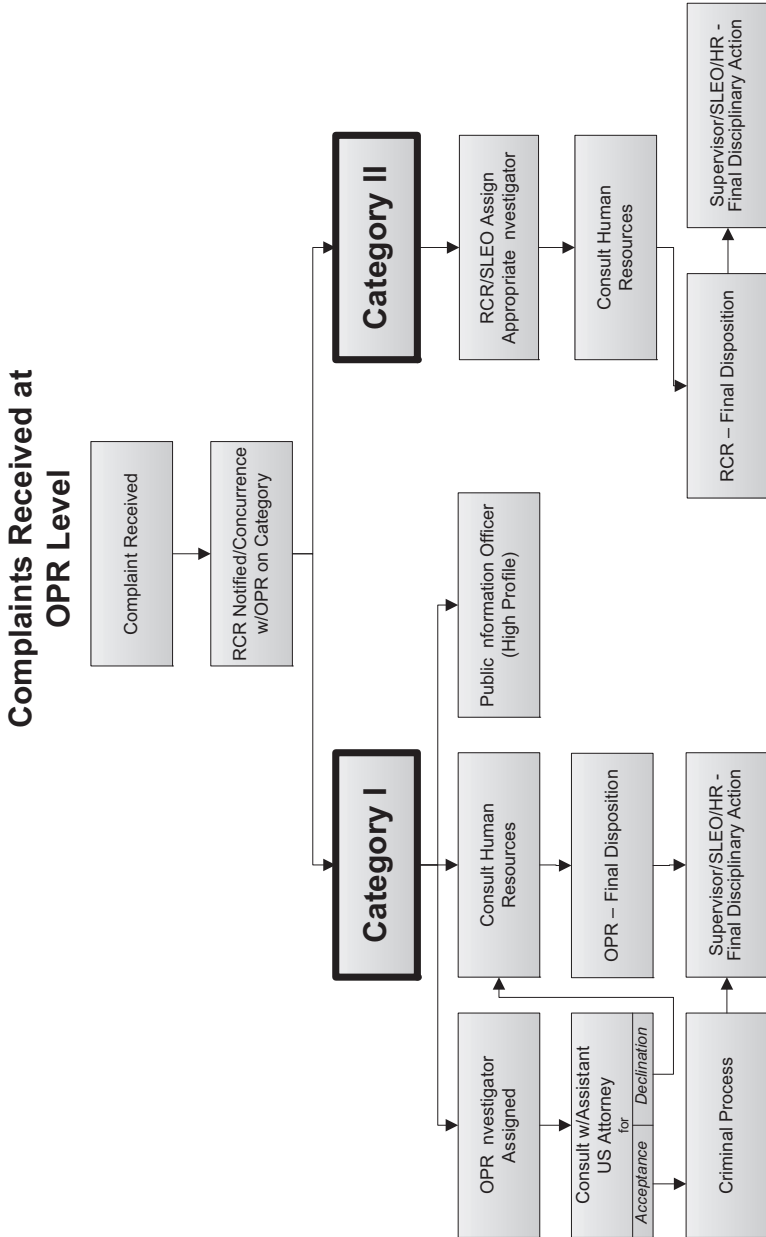 Complaints Received at
OPR Level
Complaint Received
RCR Notified/Concurrence
w/OPR on Category
Category I
Category II
OPR nvestigator
Assigned
Consult Human
Resources
Public nformation Officer
(High Profile)
RCR/SLEO Assign
Appropriate nvestigator
Consult w/Assistant
US Attorney
for
Acceptance
Declination
OPR – Final Disposition
Consult Human
Resources
Criminal Process
Supervisor/SLEO/HR -
Final Disciplinary Action
RCR – Final Disposition
Supervisor/SLEO/HR -
Final Disciplinary Action